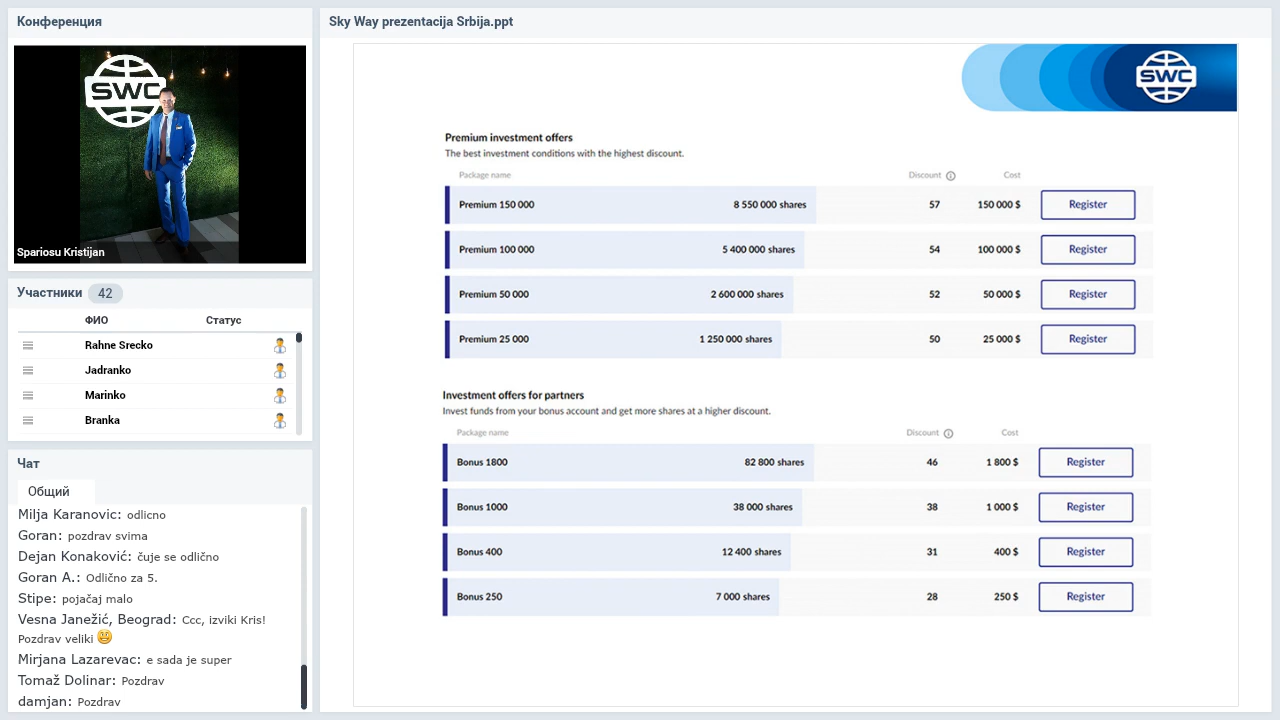 Конференция
SWC
Spariosu Kristijan
Участники 42
ФИО Статус
Rahne Srecko
Jadranko
Marinko
Branka
Чат
Общий
Milja Karanovic: odlicno
Goran: pozdrav svima
Dejan Konaković: čuje se odlično
Goran A.: Odlično za 5.
Stipe: pojačaj malo
Vesna Janežić, Beograd: Ccc, izviki Kris!
Pozdrav veliki
Mirjana Lazarevac: e sada je super
Tomaž Dolinar: Pozdrav
damjan: Pozdrav
Sky Way prezentacija Srbija.ppt
SWC
Premium investment offers
The best investment conditions with the highest discount.
Package name Discount Cost
Premium 150 000 8 550 000 shares 57 150 000 $ Register
Premium 100 000 5 400 000 shares 54 100 000 $ Register
Premium 50 000 2 600 000 shares 52 50 000 $ Register
Premium 25 000 1 250 000 shares 50 25 000 $ Register
Investment offers for partners
Invest funds from your bonus account and get more shares at a higher discount.
Package name Discount Cost
Bonus 1800 82 800 shares 46 1 800 $ Register
Bonus 1000 38 000 shares 38 1 000 $ Register
Bonus 400 12 400 shares 31 400 $ Register
Bonus 250 7 000 shares 28 250 $ Register